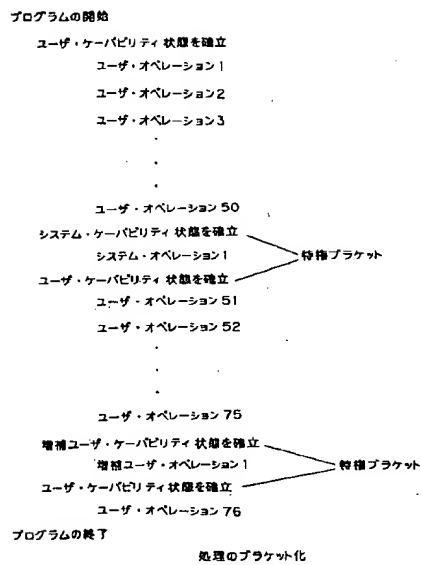 プログラムの開始
ユーザ・ケーパビリティ状態を確立
ユーザ・オペレーション1
ユーザ・オペレーション2
ユーザ・オペレーション3
・
・
・
ユーザ・オペレーション50
システム・ケーパビリティ状態を確立
システム・オペレーション1
特権ブラケット
ユーザ・ケーパビリティ状態を確立
ユーザ・オペレーション51
ユーザ・オペレーション52
・
・
・
ユーザ・オペレーション75
増補ユーザ・ケーパビリティ状態を確立
増補ユーザ・オペレーション1
特権ブラケット
ユーザ・ケーパビリティ状態を確立
ユーザ・オペレーション76
プログラムの終了
処理のブラケット化